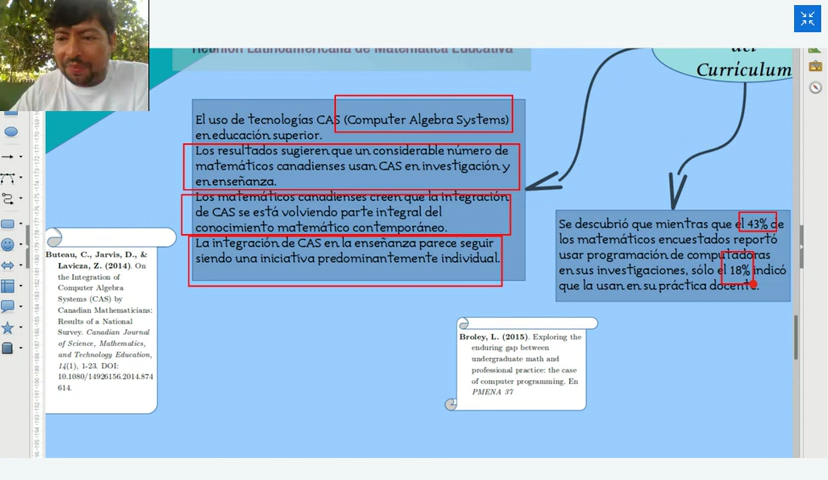 Reunión Latinoamericana de Matemática Educativa
del
Currículum
El uso de tecnologías CAS (Computer Algebra Systems)
en educación superior.
Los resultados sugieren que un considerable número de
matemáticos canadienses usan CAS en investigación y
en enseñanza.
Los matemáticos canadienses creen que la integración
de CAS se está volviendo parte integral del
conocimiento matemático contemporáneo.
La integración de CAS en la enseñanza parece seguir
siendo una iniciativa predominantemente individual.
Se descubrió que mientras que el 43% de
los matemáticos encuestados reportó
usar programación de computadoras
en sus investigaciones, sólo el 18% indicó
que la usan en su práctica docente.
Buteau, C., Jarvis, D., &
Lavicza, Z. (2014). On
the Integration of
Computer Algebra
Systems (CAS) by
Canadian Mathematicians:
Results of a National
Survey. Canadian Journal
of Science, Mathematics,
and Technology Education,
14(1), 1-23. DOI:
10.1080/14926156.2014.874
614.
Broley, L. (2015). Exploring the
enduring gap between
undergraduate math and
professional practice: the case
of computer programming. En
PMENA 37